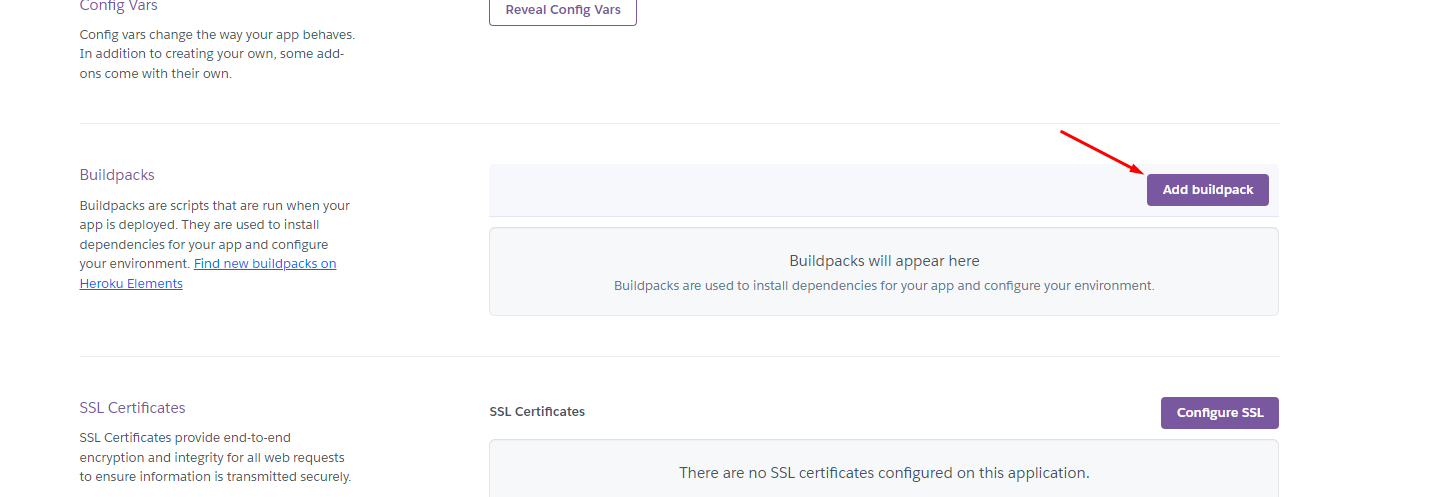 Config Vars
Reveal Config Vars
Config vars change the way your app behaves.
In addition to creating your own, some add-
ons come with their own.
Buildpacks
Add buildpack
Buildpacks are scripts that are run when your
app is deployed. They are used to install
dependencies for your app and configure
your environment. Find new buildpacks on
Heroku Elements
Buildpacks will appear here
Buildpacks are used to install dependencies for your app and configure your environment.
SSL Certificates
SSL Certificates
Configure SSL
SSL Certificates provide end-to-end
encryption and integrity for all web requests
to ensure information is transmitted securely.
There are no SSL certificates configured on this application.